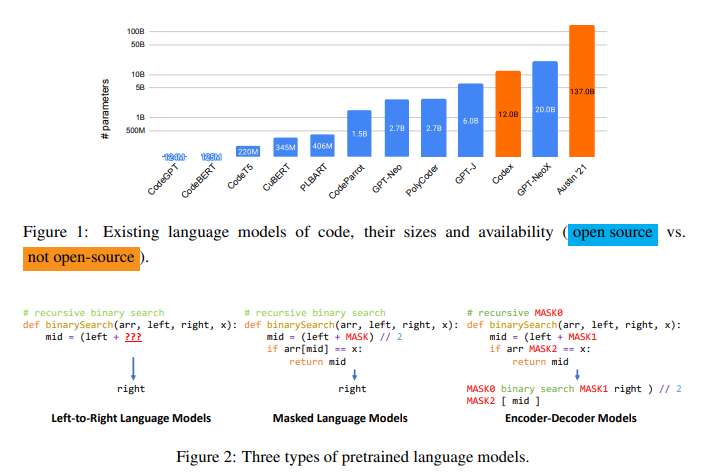 100B
50B
10B
5B
1B
500M
# parameters
124M
125M
220M
345M
406M
1.5B
2.7B
2.7B
6.0B
12.0B
20.0B
137.0B
CodeGPT
CodeBERT
CodeT5
CuBERT
PLBART
CodeParrot
GPT-Neo
PolyCoder
GPT-J
Codex
GPT-NeoX
Austin '21
Figure 1: Existing language models of code, their sizes and availability ( open source vs.
not open-source ).
# recursive binary search
def binarySearch(arr, left, right, x):
mid = (left + ???
right
Left-to-Right Language Models
# recursive binary search
def binarySearch(arr, left, right, x):
mid = (left + MASK) // 2
if arr[mid] == x:
return mid
right
Masked Language Models
# recursive MASK0
def binarySearch(arr, left, right, x):
mid = (left + MASK1
if arr MASK2 == x:
return mid
MASK0 binary search MASK1 right ) // 2
MASK2 [ mid ]
Encoder-Decoder Models
Figure 2: Three types of pretrained language models.